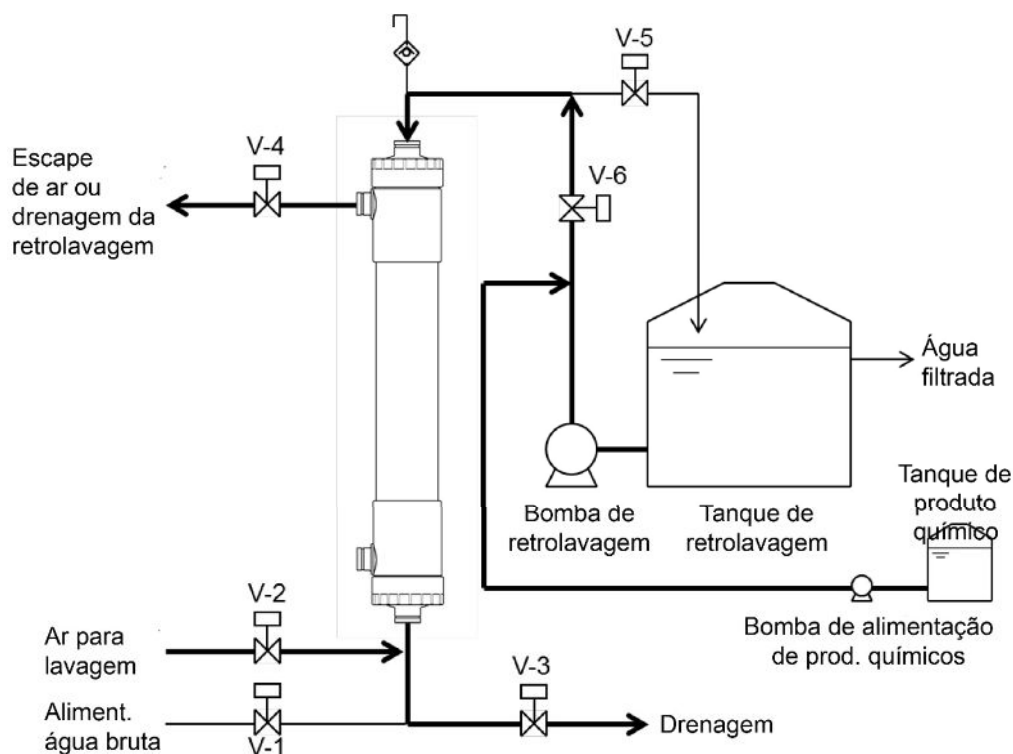 V-5
V-4
Escape
de ar ou
drenagem da
retrolavagem
V-6
Água
filtrada
Tanque de
produto
químico
Bomba de
retrolavagem
Tanque de
retrolavagem
V-2
Ar para
lavagem
Bomba de alimentação
de prod. químicos
V-3
Aliment.
água bruta
V-1
Drenagem